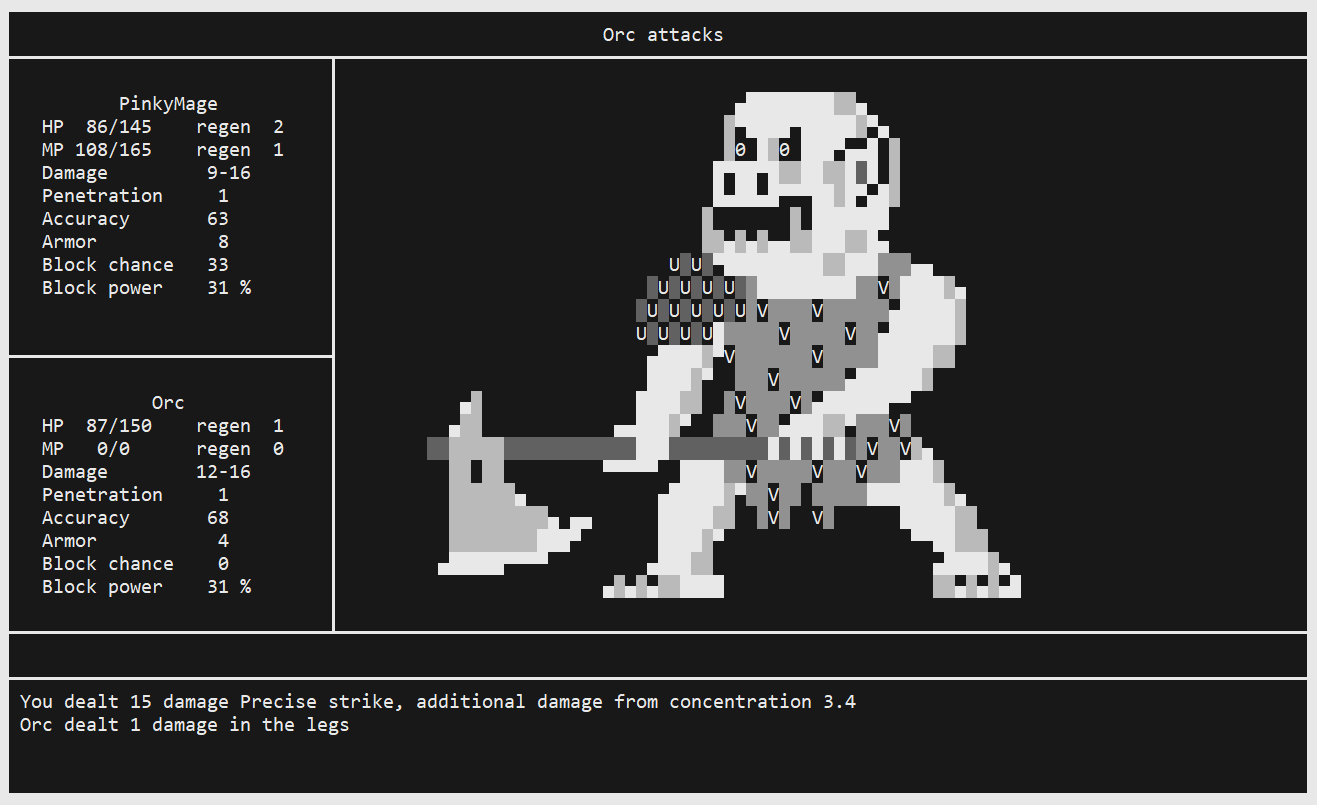 Orc attacks
PinkyMage
HP 86/145 regen 2
MP 108/165 regen 1
Damage 9-16
Penetration 1
Accuracy 63
Armor 8
Block chance 33
Block power 31 %
Orc
HP 87/150 regen 1
MP 0/0 regen 0
Damage 12-16
Penetration 1
Accuracy 68
Armor 4
Block chance 0
Block power 31 %
You dealt 15 damage Precise strike, additional damage from concentration 3.4
Orc dealt 1 damage in the legs